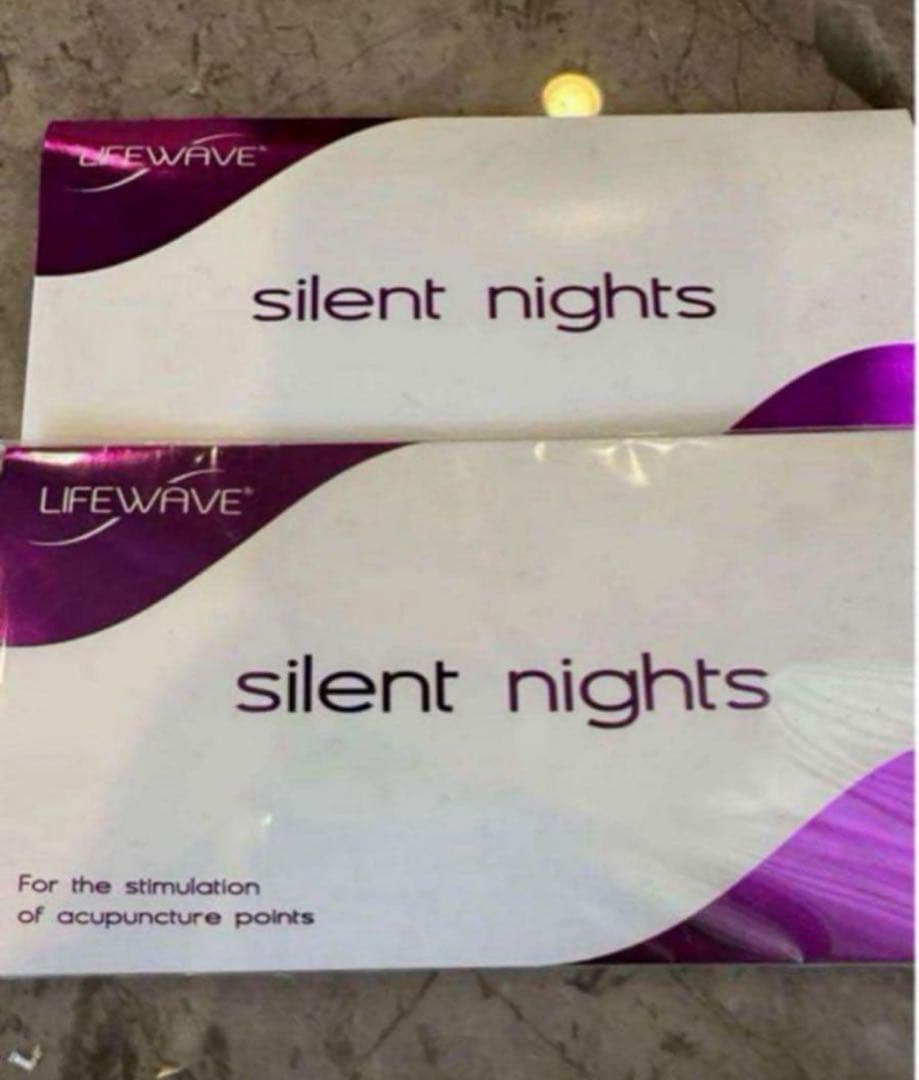 LIFEWAVE®
silent nights
LIFEWAVE®
silent nights
For the stimulation
of acupuncture points